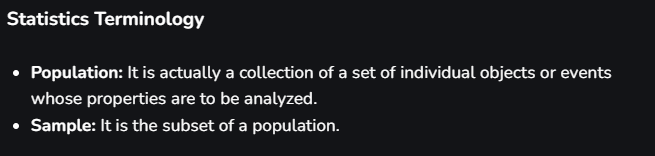 Statistics Terminology
• Population: It is actually a collection of a set of individual objects or events
whose properties are to be analyzed.
• Sample: It is the subset of a population.